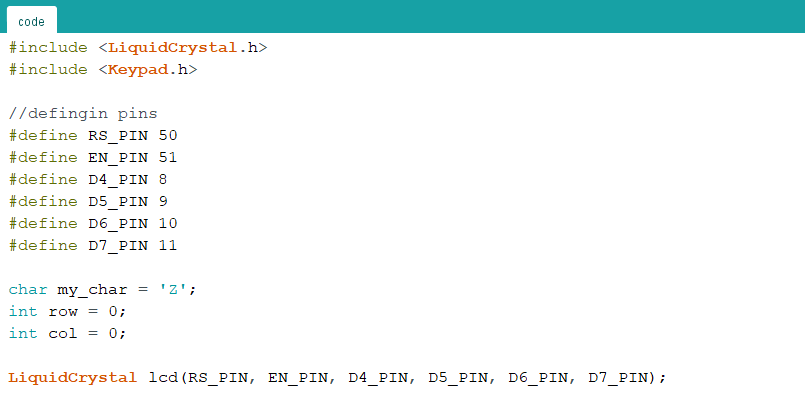 code
#include <LiquidCrystal.h>
#include <Keypad.h>
//defingin pins
#define RS_PIN 50
#define EN_PIN 51
#define D4_PIN 8
#define D5_PIN 9
#define D6_PIN 10
#define D7_PIN 11
char my_char = 'Z';
int row = 0;
int col = 0;
LiquidCrystal lcd(RS_PIN, EN_PIN, D4_PIN, D5_PIN, D6_PIN, D7_PIN);